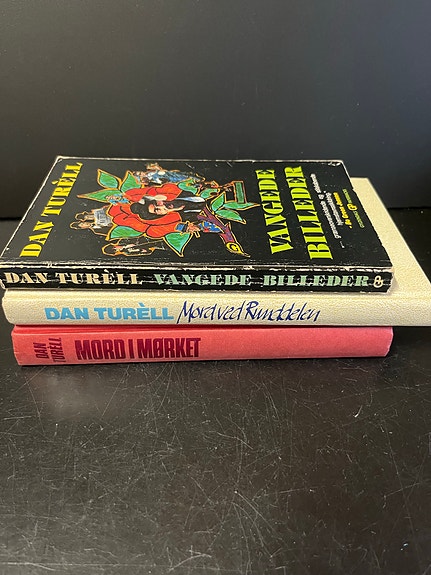 DAN TURÈLL
VANGEDE
BILLEDER
DAN TURÈLL VANGEDE BILLEDER
DAN TURÈLL Mord ved Runddelen
DAN
TURÈLL
MORD I MØRKET